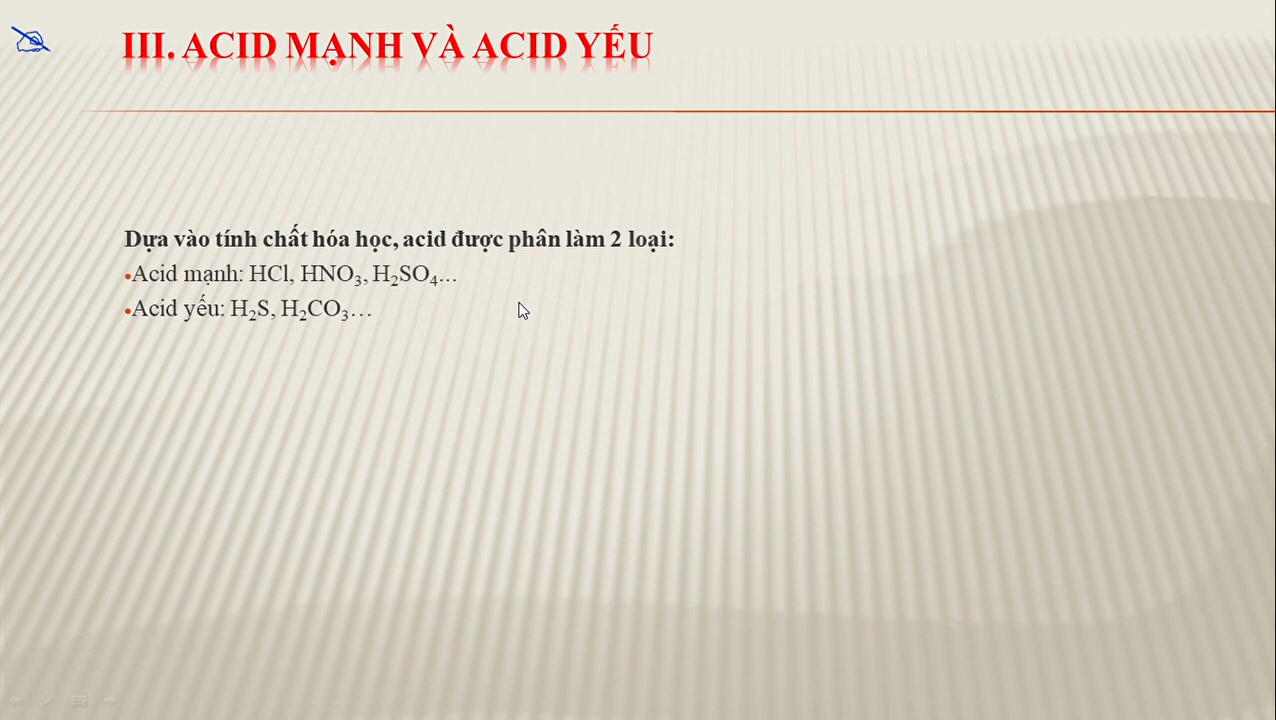 III. ACID MẠNH VÀ ACID YẾU
Dựa vào tính chất hóa học, acid được phân làm 2 loại:
•Acid mạnh: HCl, HNO₃, H₂SO₄...
•Acid yếu: H₂S, H₂CO₃…